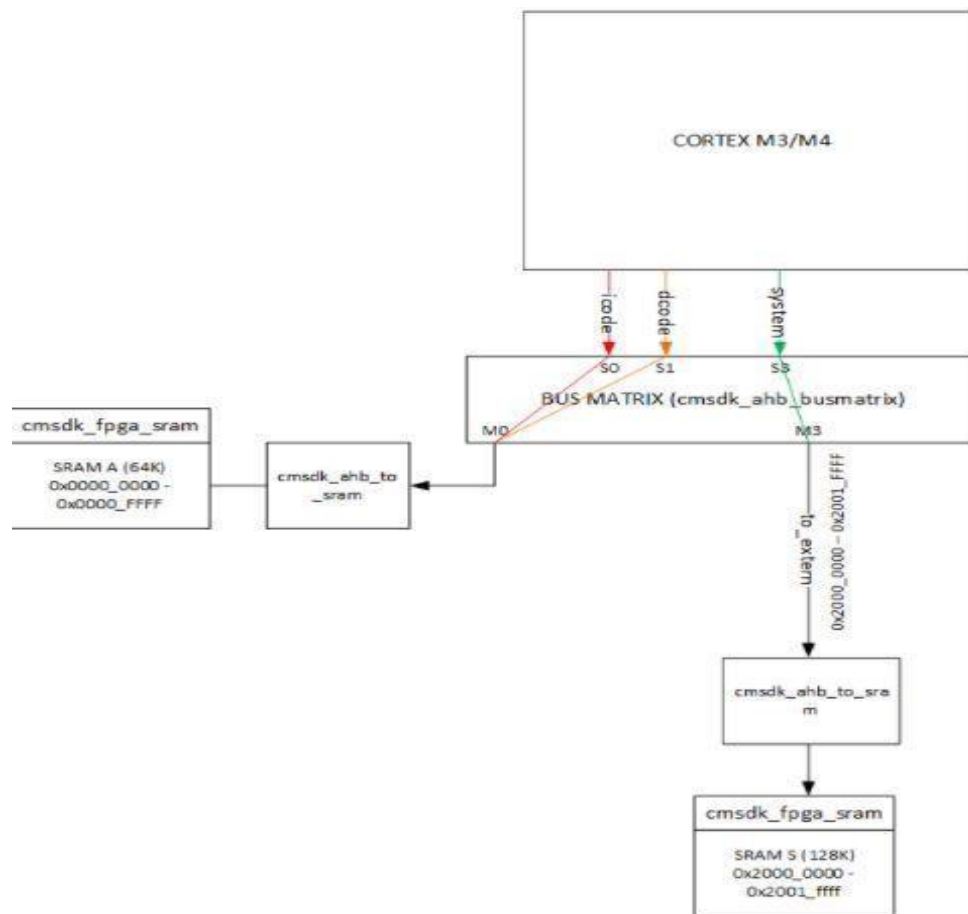 CORTEX M3/M4
icode
dcode
system
S0
S1
S3
BUS MATRIX (cmsdk_ahb_busmatrix)
M0
M3
cmsdk_fpga_sram
SRAM A (64K)
0x0000_0000 -
0x0000_FFFF
cmsdk_ahb_to
_sram
to_extem
0x2000_0000 – 0x2001_FFFF
cmsdk_ahb_to_sra
m
cmsdk_fpga_sram
SRAM S (128K)
0x2000_0000 -
0x2001_ffff